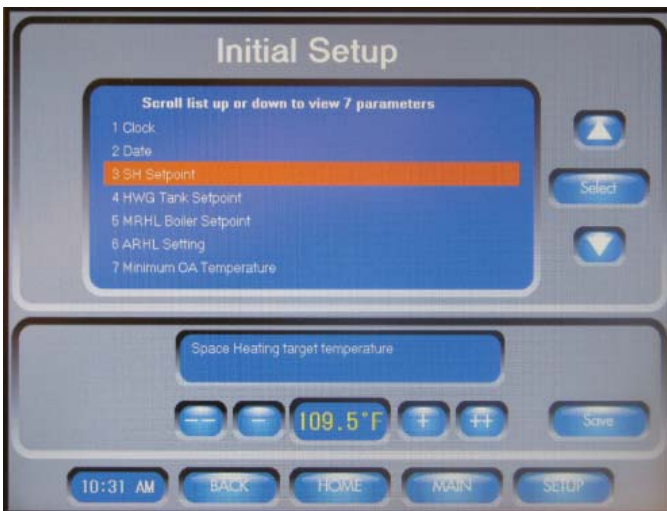 Initial Setup
Scroll list up or down to view 7 parameters
1 Clock
2 Date
3 SH Setpoint
4 HWG Tank Setpoint
5 MRHL Boiler Setpoint
6 ARHL Setting
7 Minimum OA Temperature
Select
Space Heating target temperature
-- - 109.5°F + ++
Save
10:31 AM BACK HOME MAIN SETUP